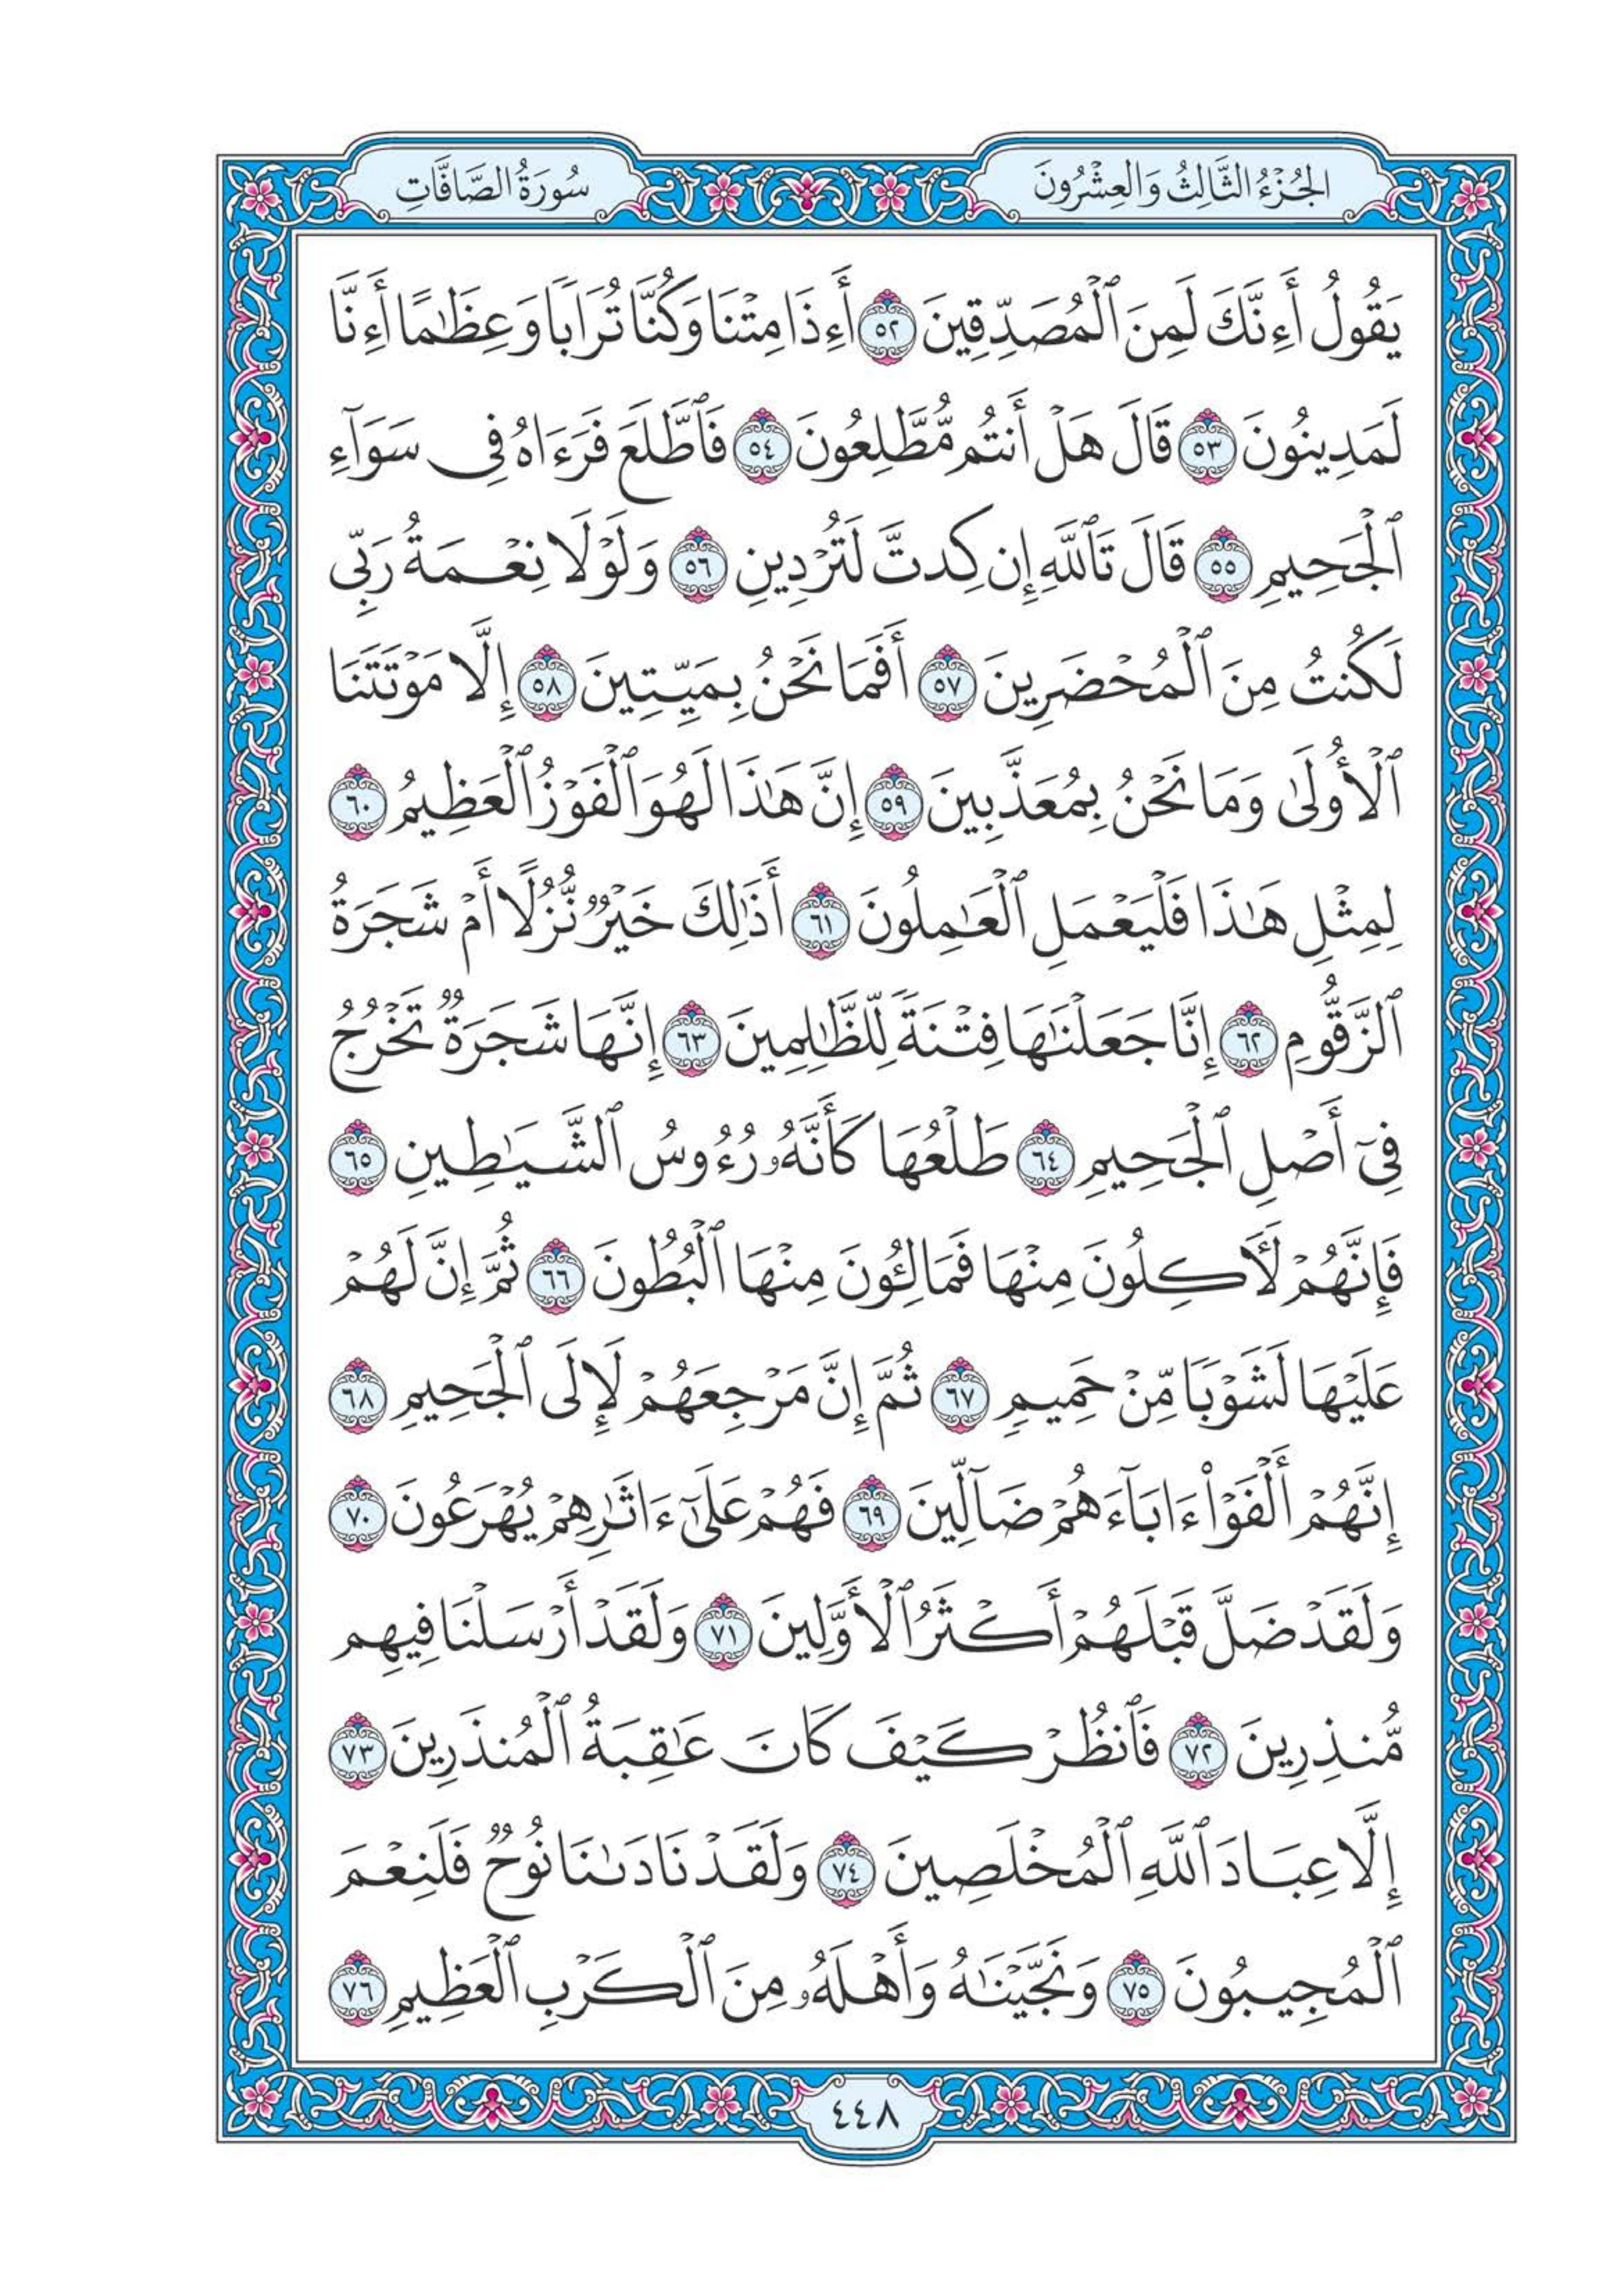 الجُزْءُ الثَّالِثُ وَالعِشْرُونَ
سُورَةُ الصَّافَّاتِ
يَقُولُ أَءِنَّكَ لَمِنَ ٱلْمُصَدِّقِينَ ٥٢ أَءِذَا مِتْنَا وَكُنَّا تُرَابًا وَعِظَٰمًا أَءِنَّا
لَمَدِينُونَ ٥٣ قَالَ هَلْ أَنتُم مُّطَّلِعُونَ ٥٤ فَٱطَّلَعَ فَرَءَاهُ فِى سَوَآءِ
ٱلْجَحِيمِ ٥٥ قَالَ تَٱللَّهِ إِن كِدتَّ لَتُرْدِينِ ٥٦ وَلَوْلَا نِعْمَةُ رَبِّى
لَكُنتُ مِنَ ٱلْمُحْضَرِينَ ٥٧ أَفَمَا نَحْنُ بِمَيِّتِينَ ٥٨ إِلَّا مَوْتَتَنَا
ٱلْأُولَىٰ وَمَا نَحْنُ بِمُعَذَّبِينَ ٥٩ إِنَّ هَٰذَا لَهُوَ ٱلْفَوْزُ ٱلْعَظِيمُ ٦٠
لِمِثْلِ هَٰذَا فَلْيَعْمَلِ ٱلْعَٰمِلُونَ ٦١ أَذَٰلِكَ خَيْرٌ نُّزُلًا أَمْ شَجَرَةُ
ٱلزَّقُّومِ ٦٢ إِنَّا جَعَلْنَٰهَا فِتْنَةً لِّلظَّٰلِمِينَ ٦٣ إِنَّهَا شَجَرَةٌ تَخْرُجُ
فِىٓ أَصْلِ ٱلْجَحِيمِ ٦٤ طَلْعُهَا كَأَنَّهُۥ رُءُوسُ ٱلشَّيَٰطِينِ ٦٥
فَإِنَّهُمْ لَأَكِلُونَ مِنْهَا فَمَالِـُٔونَ مِنْهَا ٱلْبُطُونَ ٦٦ ثُمَّ إِنَّ لَهُمْ
عَلَيْهَا لَشَوْبًا مِّنْ حَمِيمٍ ٦٧ ثُمَّ إِنَّ مَرْجِعَهُمْ لَإِلَى ٱلْجَحِيمِ ٦٨
إِنَّهُمْ أَلْفَوْا۟ ءَابَآءَهُمْ ضَآلِّينَ ٦٩ فَهُمْ عَلَىٰٓ ءَاثَٰرِهِمْ يُهْرَعُونَ ٧٠
وَلَقَدْ ضَلَّ قَبْلَهُمْ أَكْثَرُ ٱلْأَوَّلِينَ ٧١ وَلَقَدْ أَرْسَلْنَا فِيهِم
مُّنذِرِينَ ٧٢ فَٱنظُرْ كَيْفَ كَانَ عَٰقِبَةُ ٱلْمُنذَرِينَ ٧٣
إِلَّا عِبَادَ ٱللَّهِ ٱلْمُخْلَصِينَ ٧٤ وَلَقَدْ نَادَىٰنَا نُوحٌ فَلَنِعْمَ
ٱلْمُجِيبُونَ ٧٥ وَنَجَّيْنَٰهُ وَأَهْلَهُۥ مِنَ ٱلْكَرْبِ ٱلْعَظِيمِ ٧٦
٤٤٨